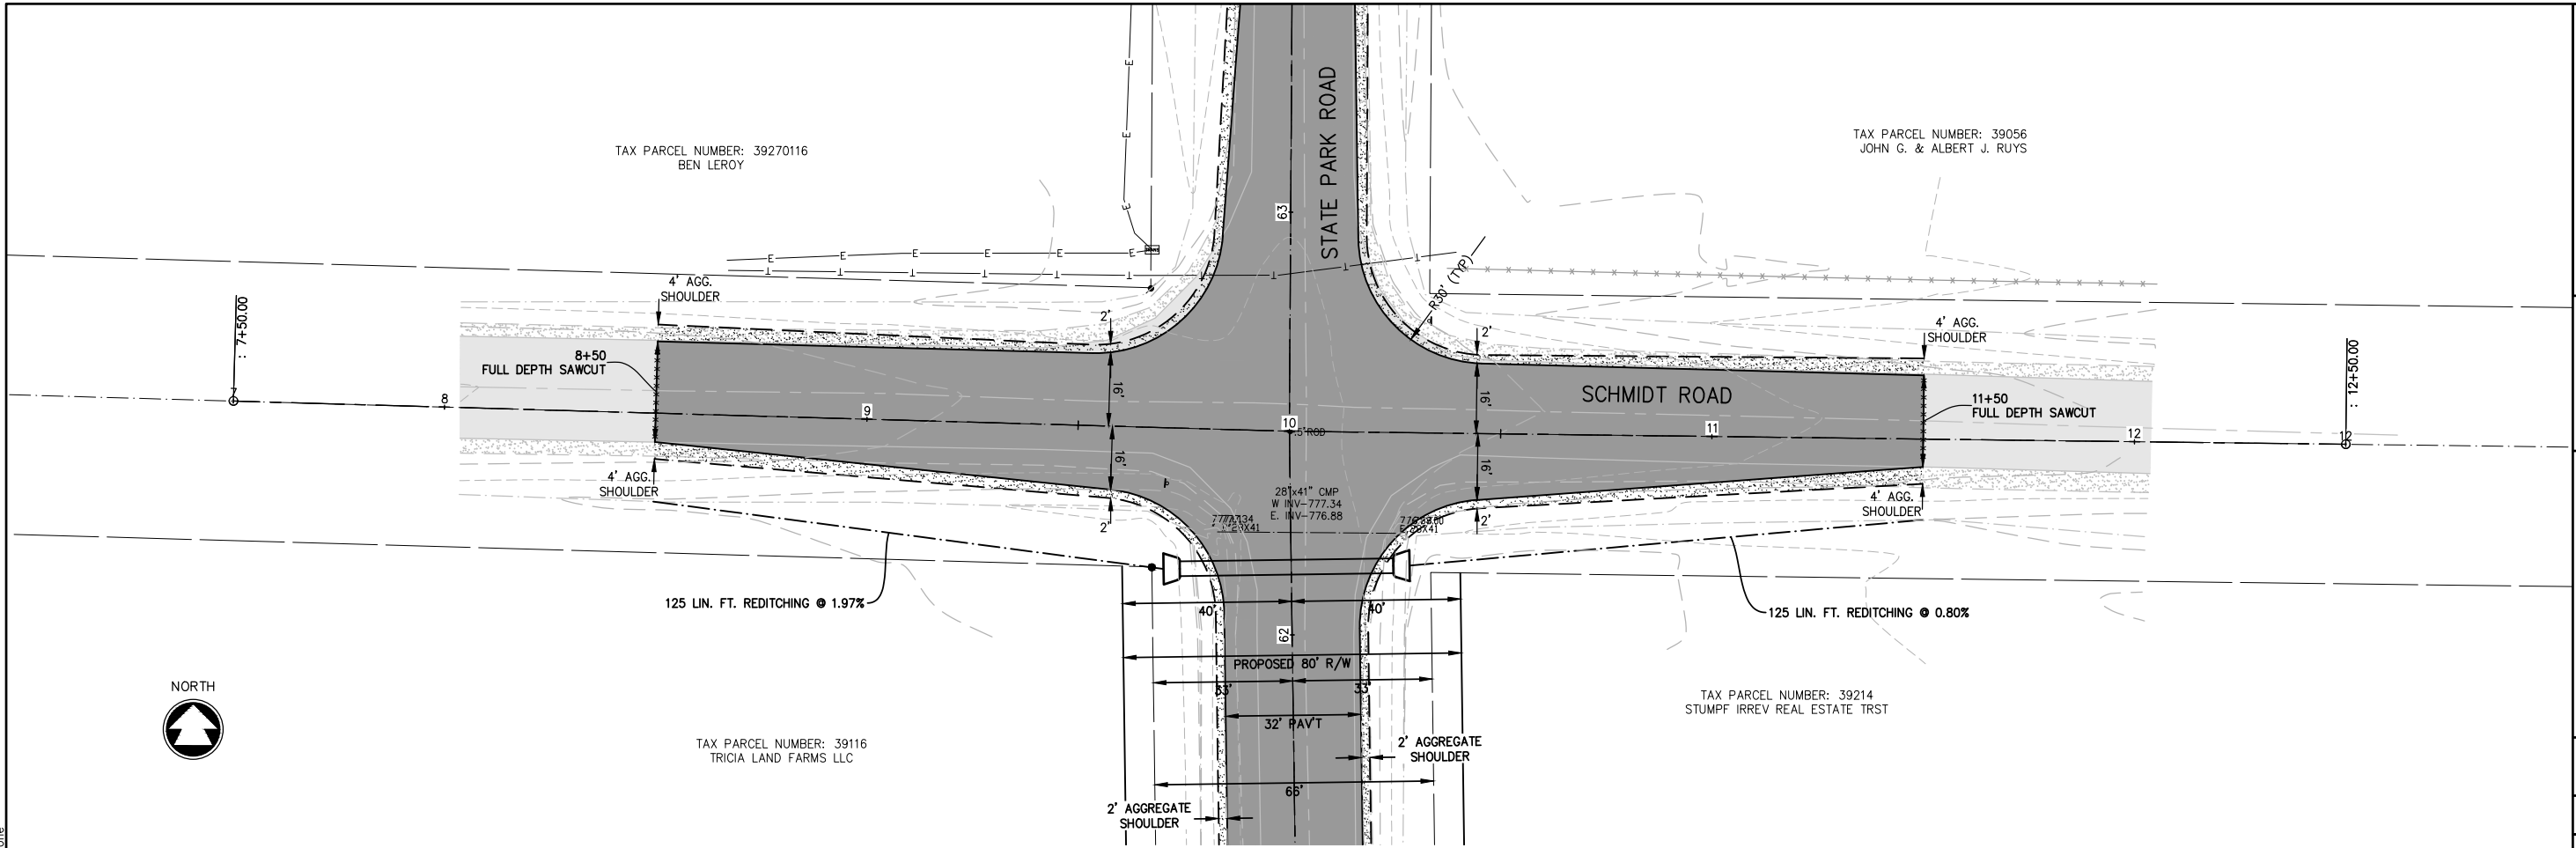 STATE PARK ROAD
63
TAX PARCEL NUMBER: 39270116
BEN LEROY
TAX PARCEL NUMBER: 39056
JOHN G. & ALBERT J. RUYS
E
E
E
E
E
E
E
E
E
T
T
T
T
T
T
T
T
T
R30' (TYP)
4' AGG.
SHOULDER
: 7+50.00
2'
2'
4' AGG.
SHOULDER
: 12+50.00
8+50
FULL DEPTH SAWCUT
16'
16'
SCHMIDT ROAD
11+50
FULL DEPTH SAWCUT
7
8
9
10
.5' ROD
11
12
12
16'
16'
4' AGG.
SHOULDER
28"x41" CMP
W INV-777.34
E. INV-776.88
4' AGG.
SHOULDER
2'
2'
125 LIN. FT. REDITCHING @ 1.97%
125 LIN. FT. REDITCHING @ 0.80%
40'
40'
62
PROPOSED 80' R/W
33'
33'
32' PAV'T
NORTH
TAX PARCEL NUMBER: 39214
STUMPF IRREV REAL ESTATE TRST
TAX PARCEL NUMBER: 39116
TRICIA LAND FARMS LLC
2' AGGREGATE
SHOULDER
66'
2' AGGREGATE
SHOULDER